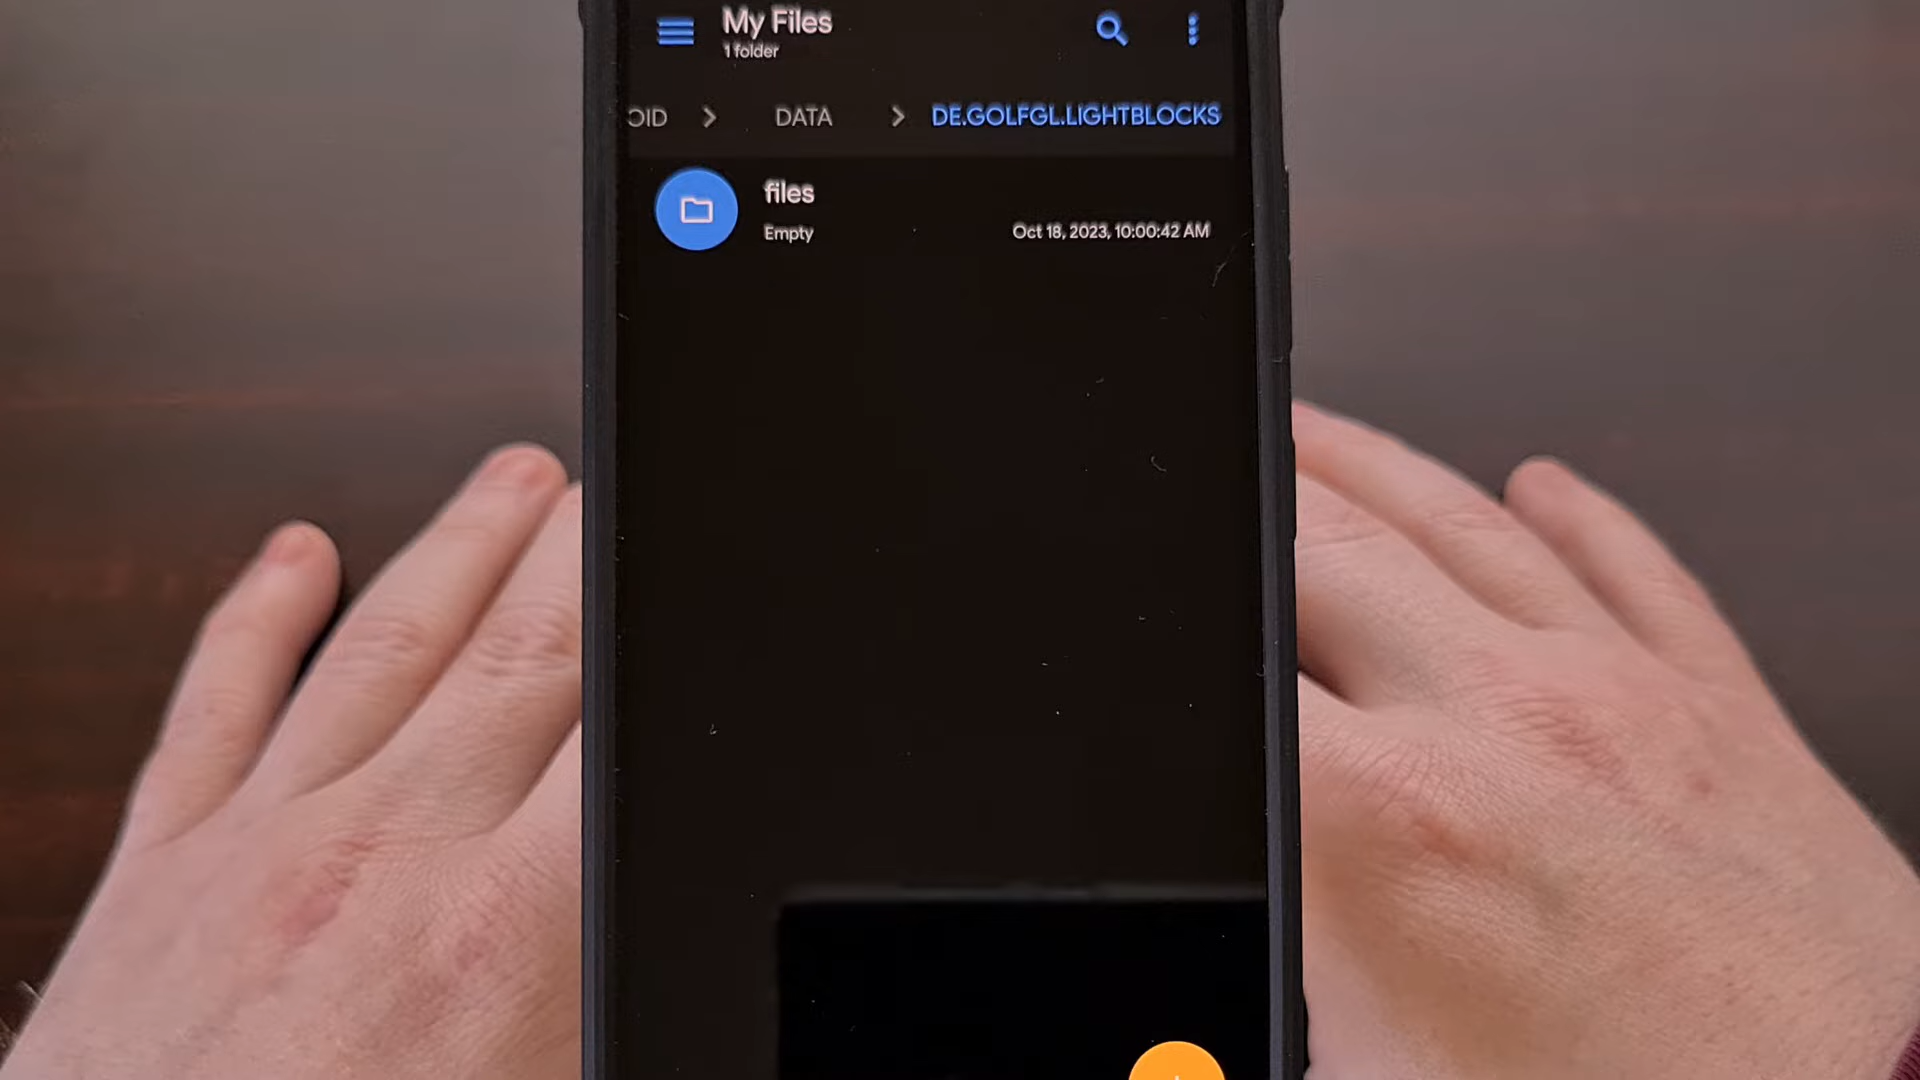 My Files
1 folder
OID > DATA > DE.GOLFGL.LIGHTBLOCKS
files
Empty
Oct 18, 2023, 10:00:42 AM